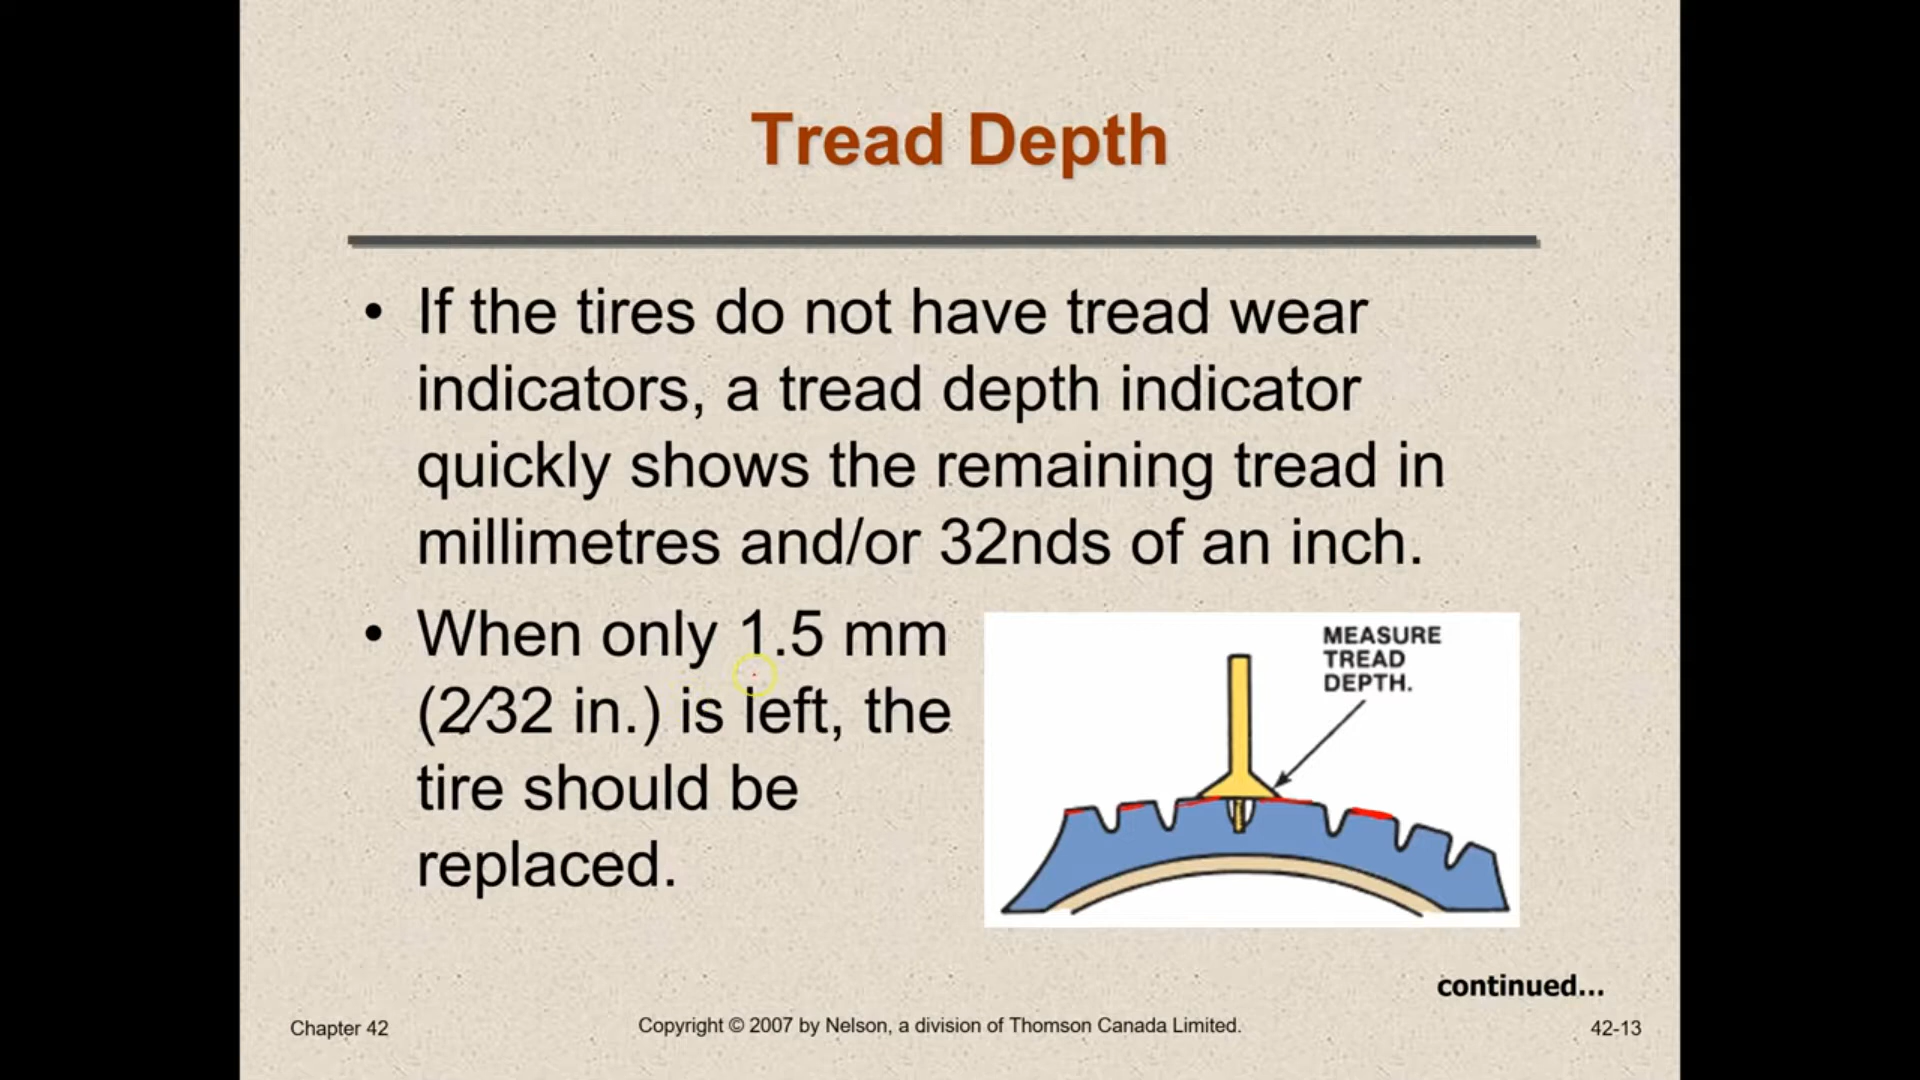 Tread Depth
• If the tires do not have tread wear
indicators, a tread depth indicator
quickly shows the remaining tread in
millimetres and/or 32nds of an inch.
• When only 1.5 mm
(2⁄32 in.) is left, the
tire should be
replaced.
MEASURE
TREAD
DEPTH.
continued...
Chapter 42
Copyright © 2007 by Nelson, a division of Thomson Canada Limited.
42-13